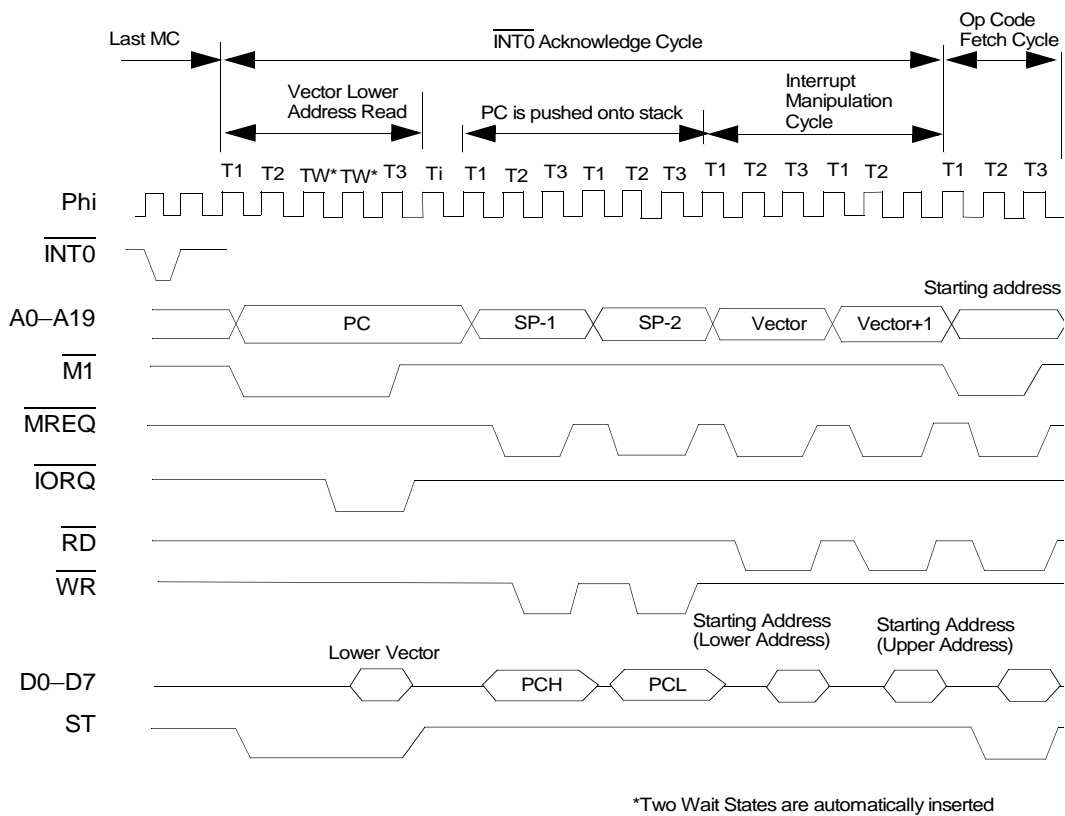 Last MC
INT0 Acknowledge Cycle
Op Code
Fetch Cycle
Vector Lower
Address Read
PC is pushed onto stack
Interrupt
Manipulation
Cycle
T1 T2 TW* TW* T3 Ti T1 T2 T3 T1 T2 T3 T1 T2 T3 T1 T2 T1 T2 T3
Phi
INT0
Starting address
A0–A19 PC SP-1 SP-2 Vector Vector+1
M1
MREQ
IORQ
RD
WR
Starting Address
(Lower Address)
Starting Address
(Upper Address)
Lower Vector
D0–D7 PCH PCL
ST
*Two Wait States are automatically inserted